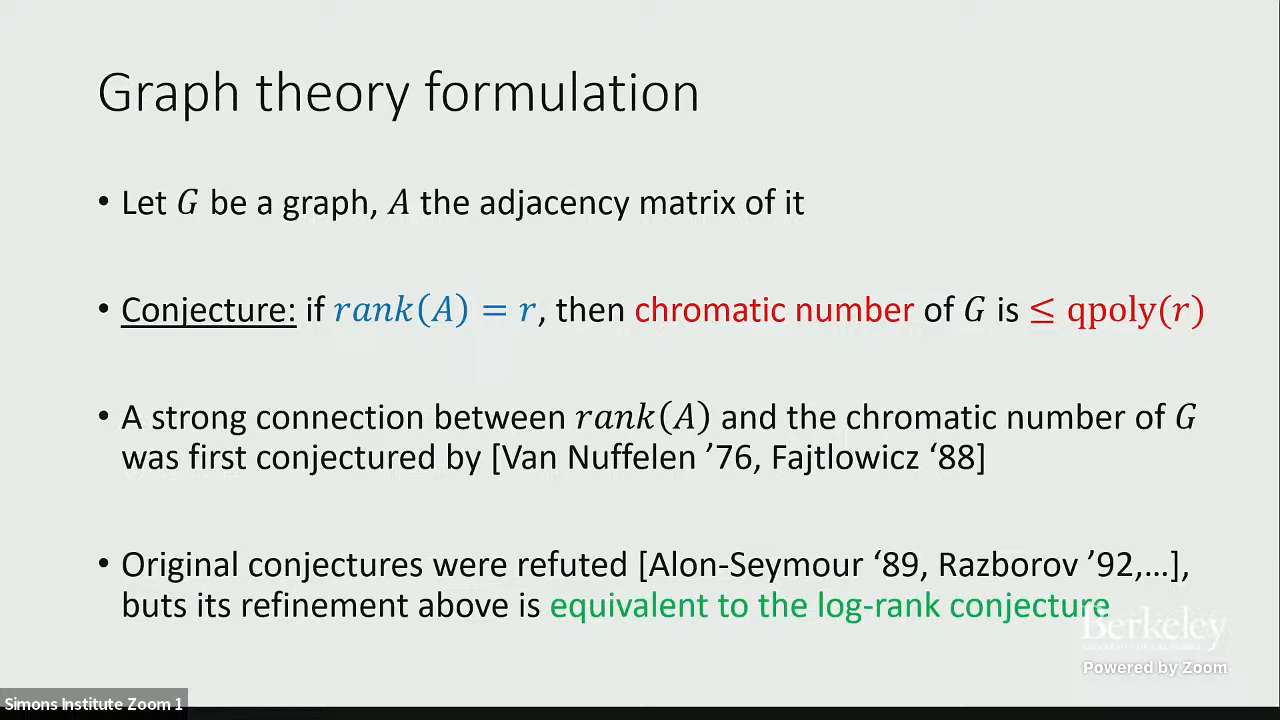 Graph theory formulation
• Let G be a graph, A the adjacency matrix of it
• Conjecture: if rank(A) = r, then chromatic number of G is ≤ qpoly(r)
• A strong connection between rank(A) and the chromatic number of G
was first conjectured by [Van Nuffelen ’76, Fajtlowicz ‘88]
• Original conjectures were refuted [Alon-Seymour ‘89, Razborov ’92,…],
buts its refinement above is equivalent to the log-rank conjecture
Berkeley
UNIVERSITY OF CALIFORNIA
Powered by Zoom
Simons Institute Zoom 1